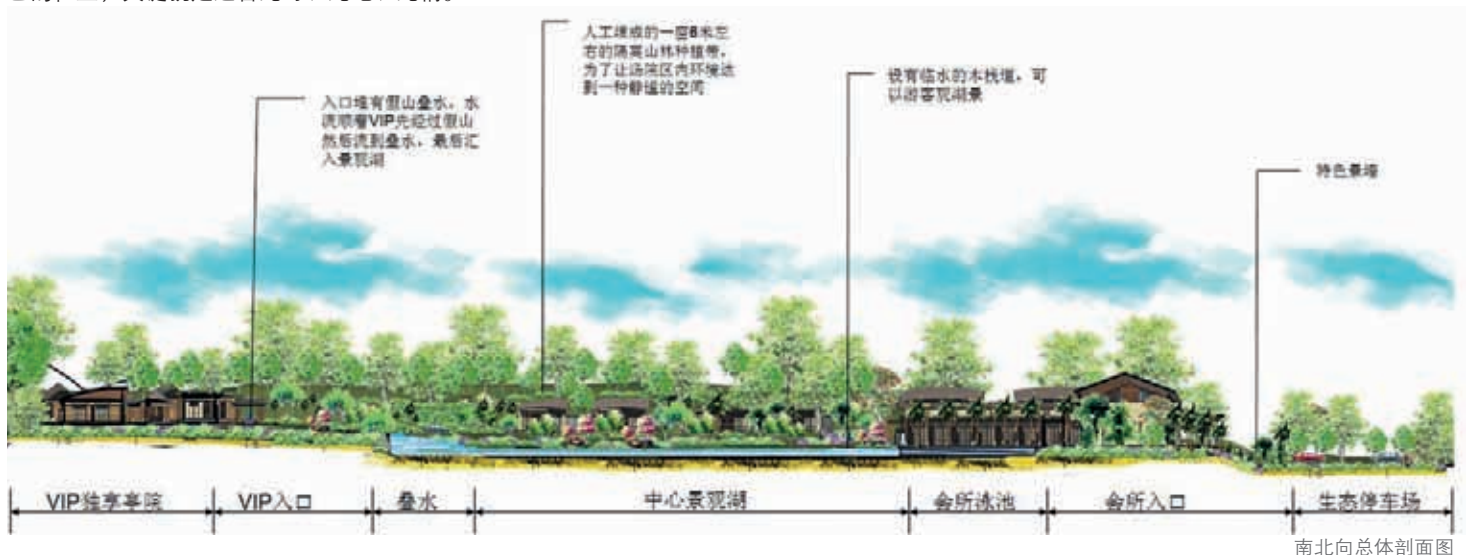 人工堆成的一层6米左
右的隔离山林种植带，
为了让汤院区内环境达
到一种静谧的空间
设有临水的木栈道，可
以游客观湖景
入口堆有假山叠水，水
流顺着VIP先经过假山
然后流到叠水，最后汇
入景观湖
特色景墙
VIP独享亭院
VIP入口
叠水
中心景观湖
会所泳池
会所入口
生态停车场
南北向总体剖面图